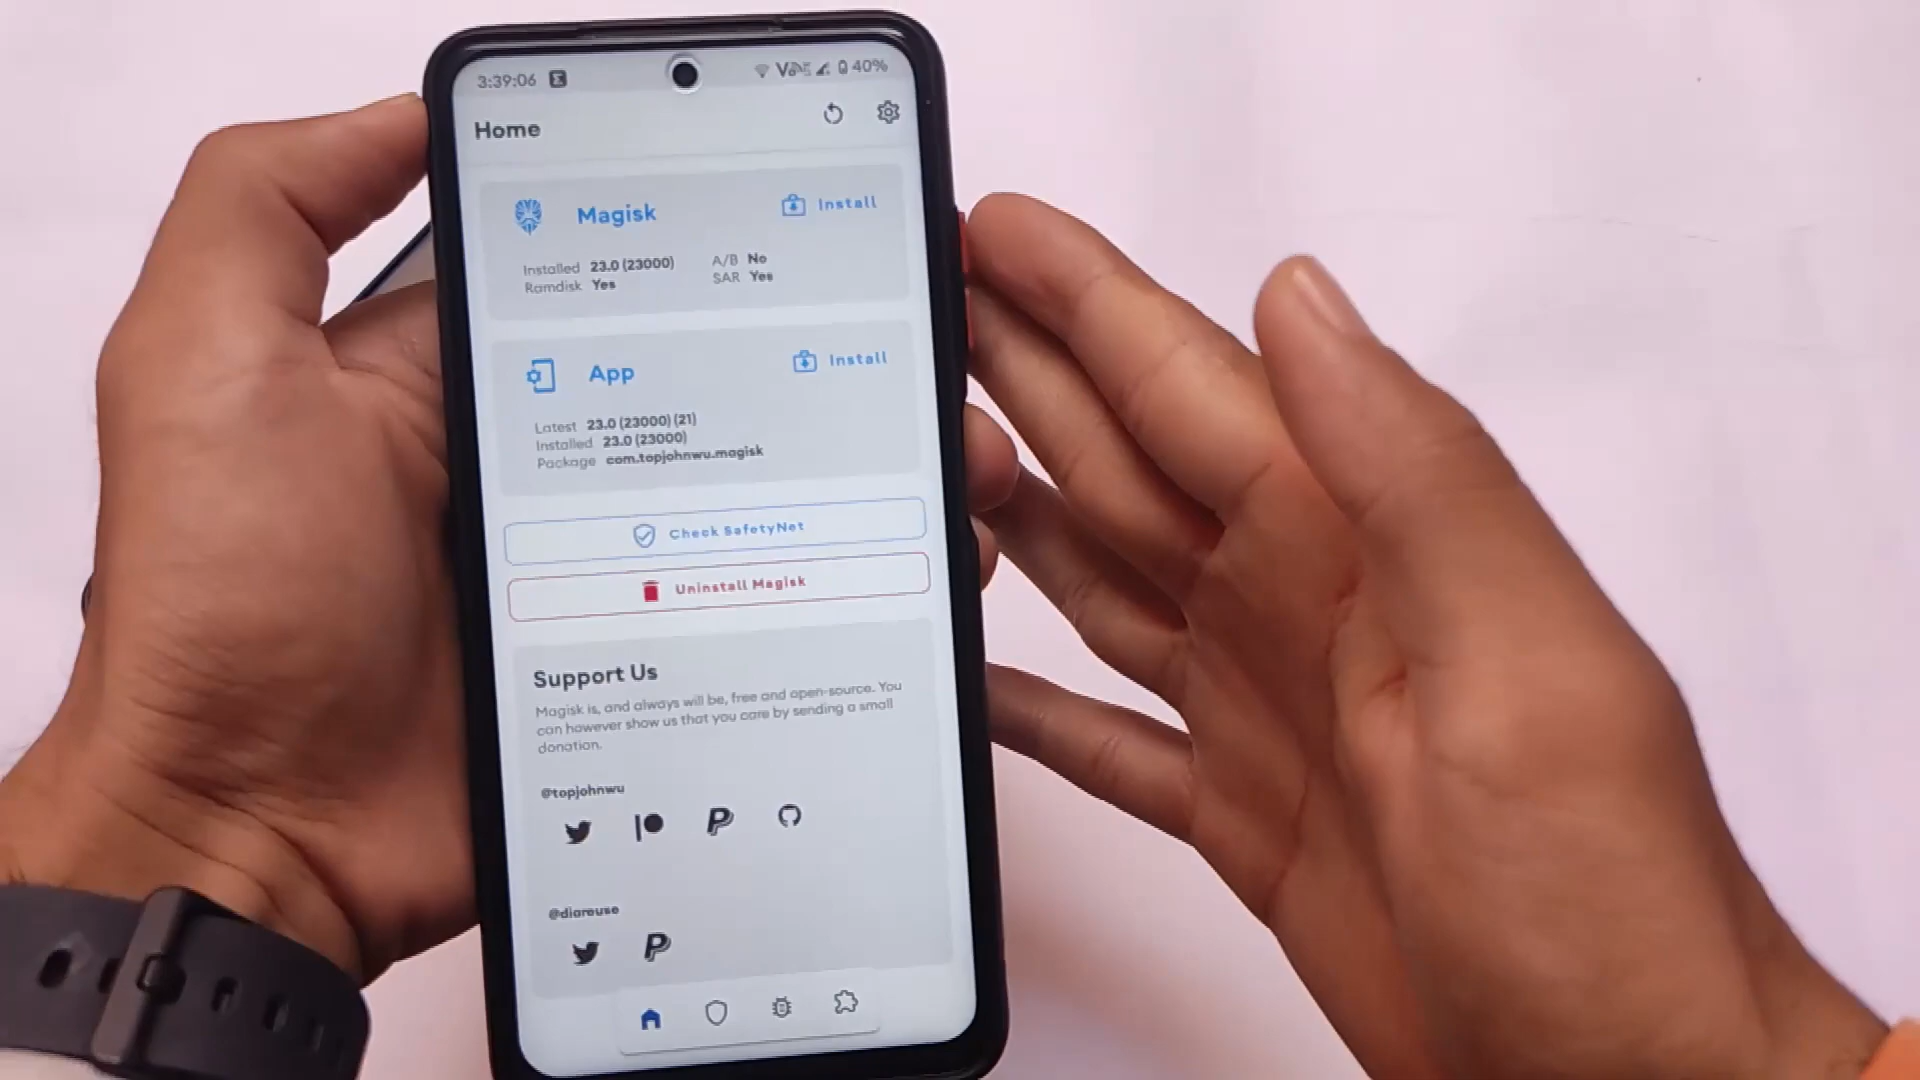 3:39:06 40%
Home
Magisk Install
Installed 23.0 (23000) A/B No
Ramdisk Yes SAR Yes
App Install
Latest 23.0 (23000) (21)
Installed 23.0 (23000)
Package com.topjohnwu.magisk
Check SafetyNet
Uninstall Magisk
Support Us
Magisk is, and always will be, free and open-source. You
can however show us that you care by sending a small
donation.
@topjohnwu
@diareuse